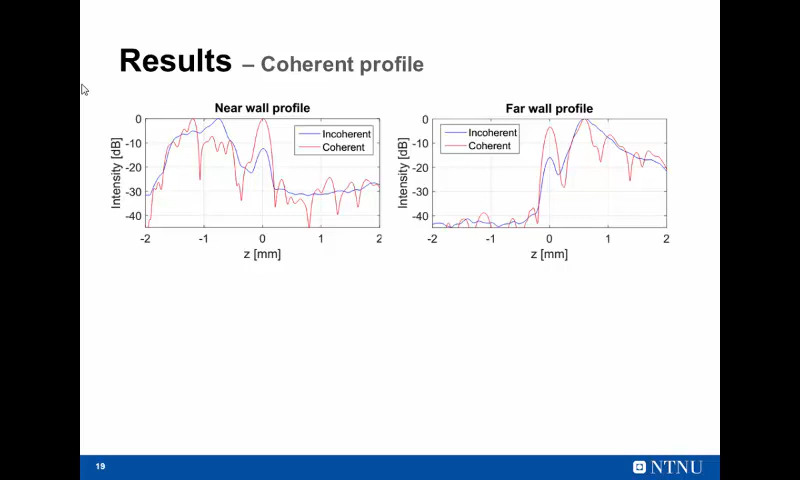 Results – Coherent profile
Near wall profile
Intensity [dB]
0
-10
-20
-30
-40
Incoherent
Coherent
-2 -1 0 1 2
z [mm]
Far wall profile
Intensity [dB]
0
-10
-20
-30
-40
Incoherent
Coherent
-2 -1 0 1 2
z [mm]
19
NTNU